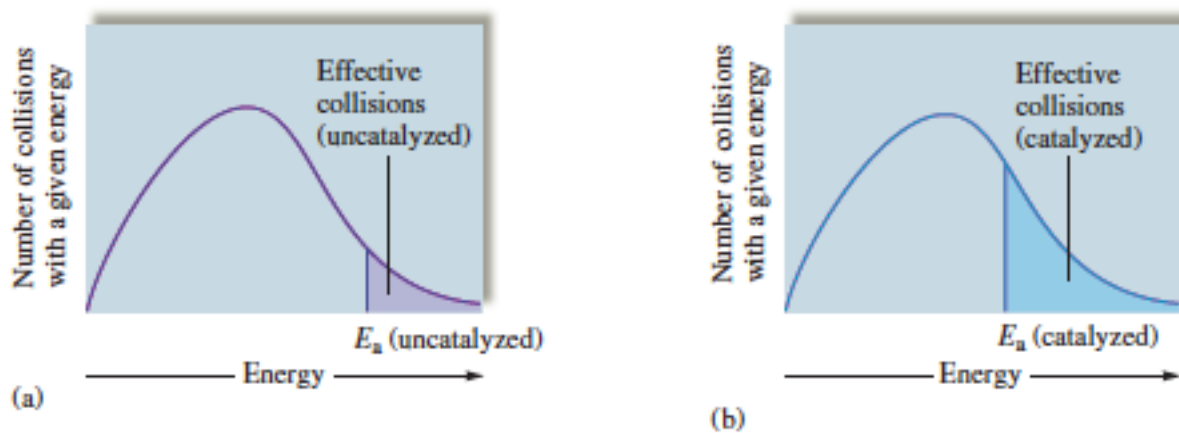 Number of collisions
with a given energy
Effective
collisions
(uncatalyzed)
Ea (uncatalyzed)
Energy
(a)
Number of collisions
with a given energy
Effective
collisions
(catalyzed)
Ea (catalyzed)
Energy
(b)